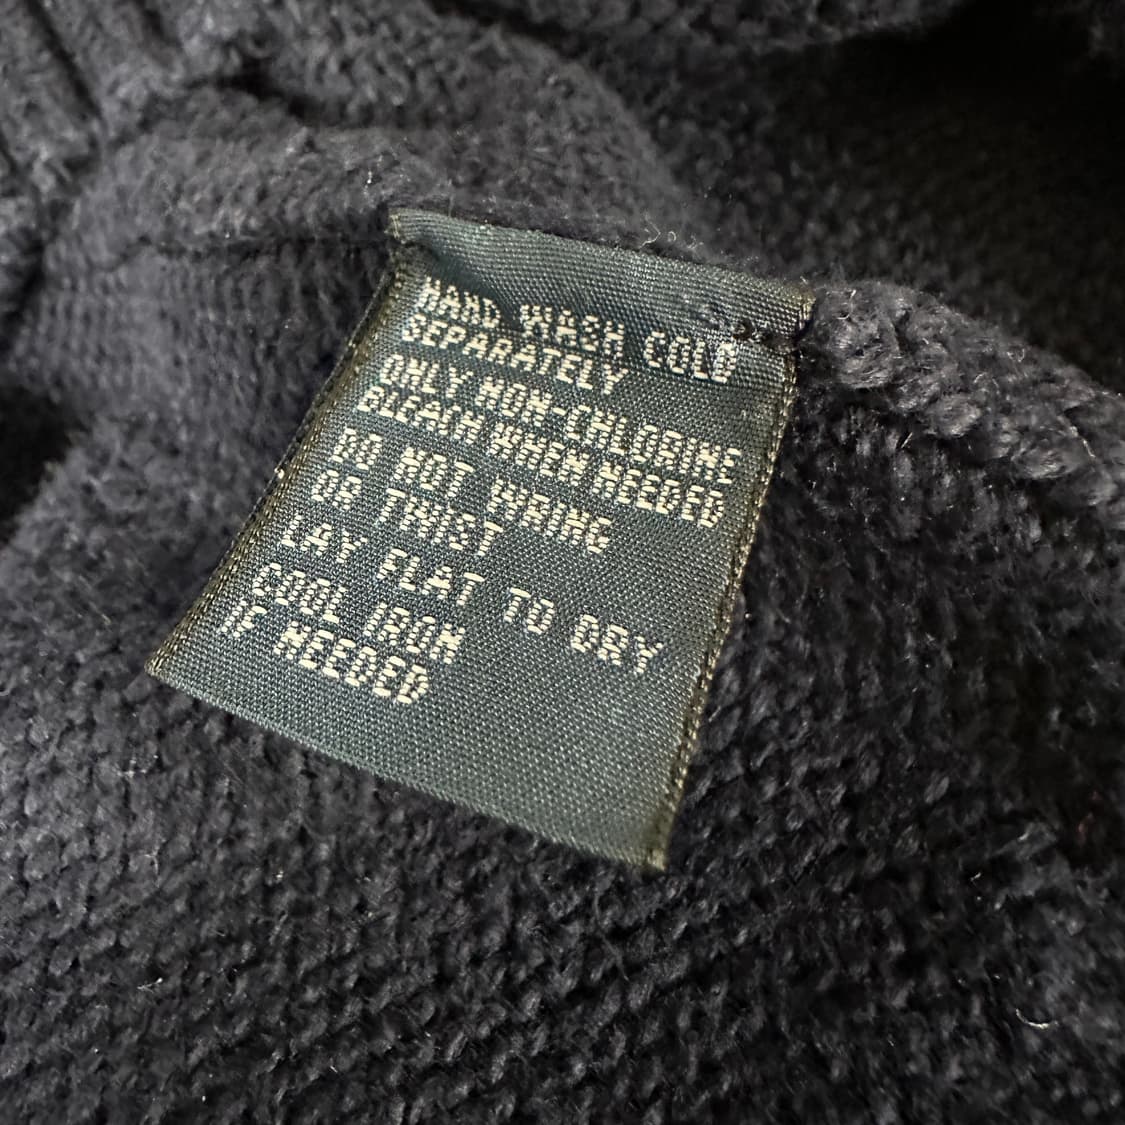 HAND WASH COLD
SEPARATELY
ONLY NON-CHLORINE
BLEACH WHEN NEEDED
DO NOT WRING
OR TWIST
LAY FLAT TO DRY
COOL IRON
IF NEEDED